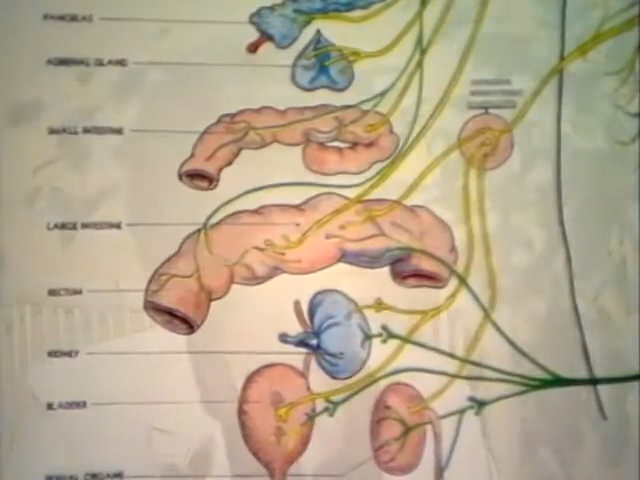 PANCREAS
ADRENAL GLAND
SMALL INTESTINE
LARGE INTESTINE
RECTUM
KIDNEY
BLADDER
SEXUAL ORGANS